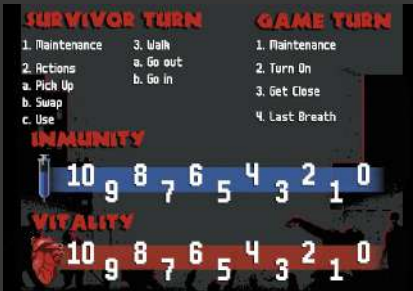 SURVIVOR TURN
1. Maintenance
2. Actions
a. Pick Up
b. Swap
c. Use
3. Walk
a. Go out
b. Go in
GAME TURN
1. Maintenance
2. Turn On
3. Get Close
4. Last Breath
INMUNITY
10 9 8 7 6 5 4 3 2 1 0
VITALITY
10 9 8 7 6 5 4 3 2 1 0